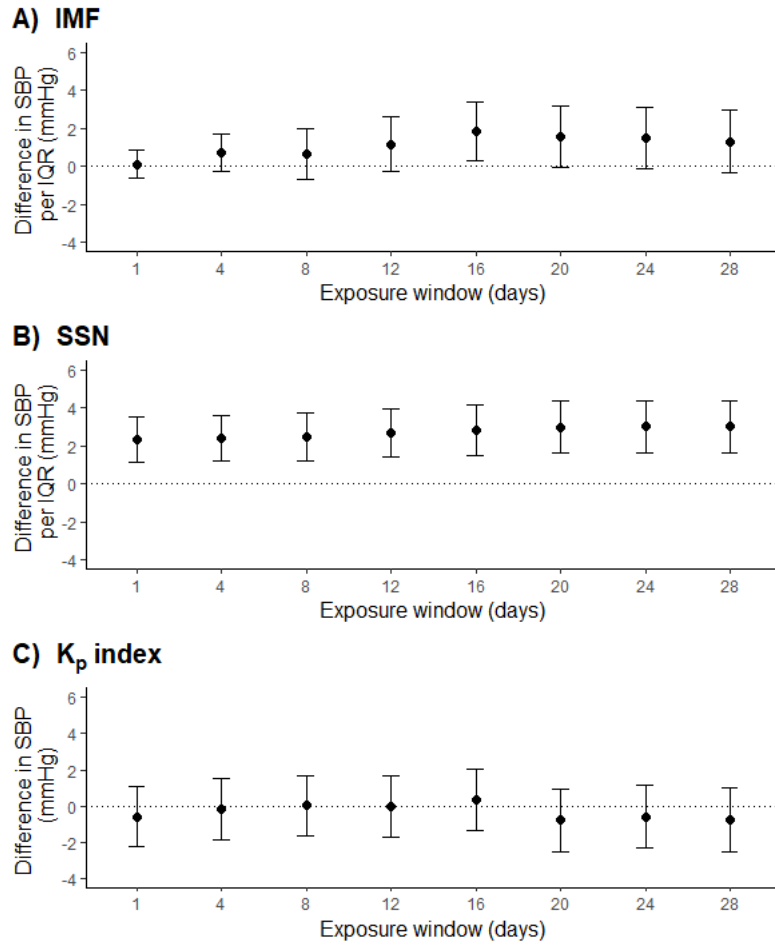 A) IMF
Difference in SBP
per IQR (mmHg)
6
4
2
0
-2
-4
1 4 8 12 16 20 24 28
Exposure window (days)
B) SSN
Difference in SBP
per IQR (mmHg)
6
4
2
0
-2
-4
1 4 8 12 16 20 24 28
Exposure window (days)
C) Kp index
Difference in SBP
(mmHg)
6
4
2
0
-2
-4
1 4 8 12 16 20 24 28
Exposure window (days)